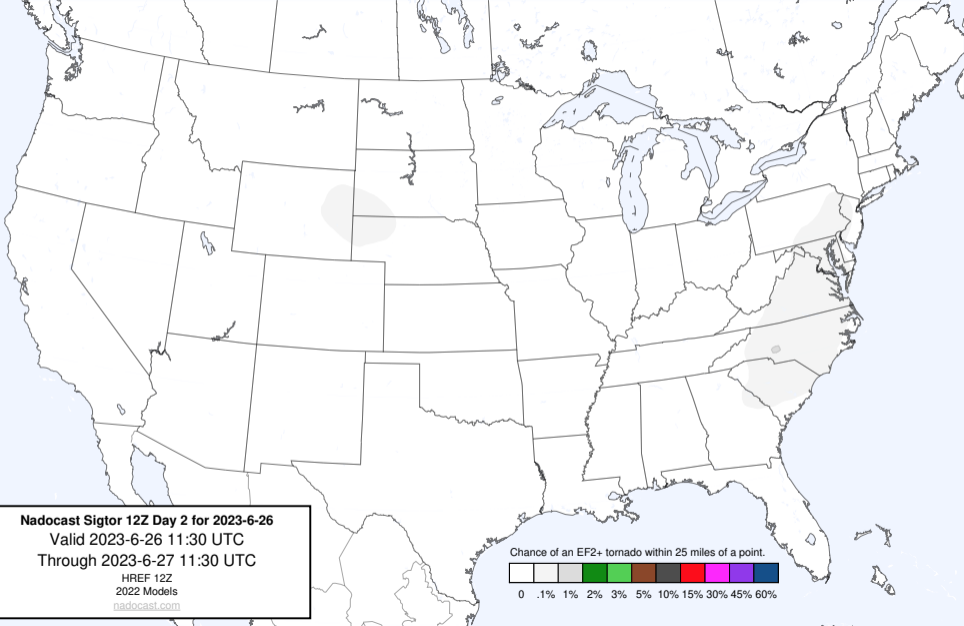 Nadocast Sigtor 12Z Day 2 for 2023-6-26
Valid 2023-6-26 11:30 UTC
Through 2023-6-27 11:30 UTC
HREF 12Z
2022 Models
nadocast.com
Chance of an EF2+ tornado within 25 miles of a point.
0 .1% 1% 2% 3% 5% 10% 15% 30% 45% 60%